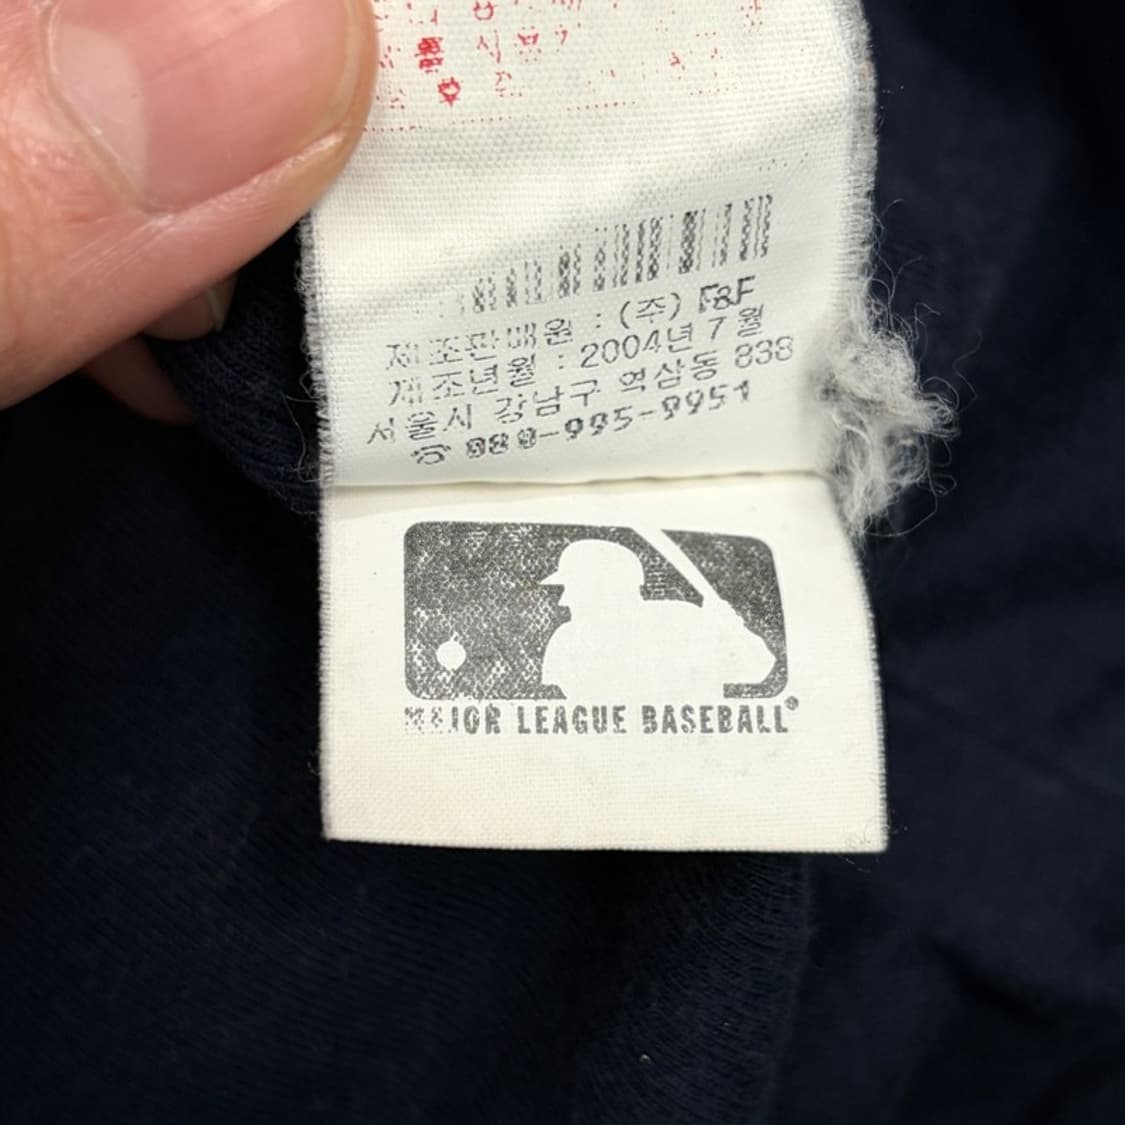 제조판매원 : (주) F&F
제조년월 : 2004년 7월
서울시 강남구 역삼동 838
☎ 080-995-9951
MAJOR LEAGUE BASEBALL®